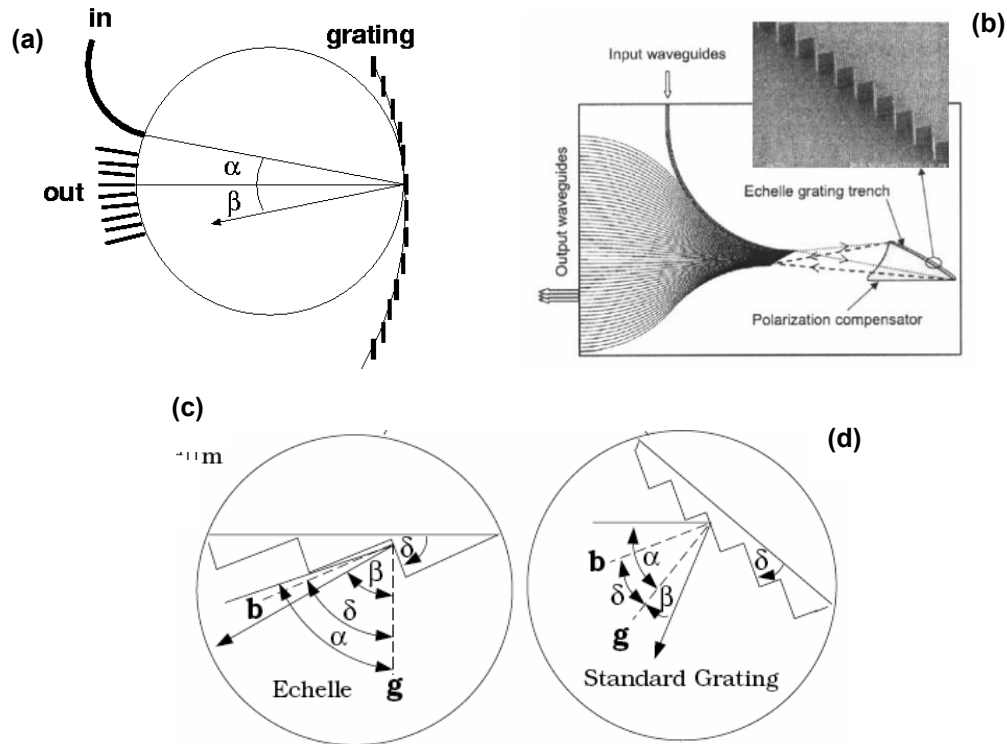 (a)
in
grating
α
β
out
(b)
Input waveguides
Output waveguides
Echelle grating trench
Polarization compensator
(c)
m
δ
β
b
δ
α
Echelle
g
(d)
α
b
δ
β
g
δ
Standard Grating